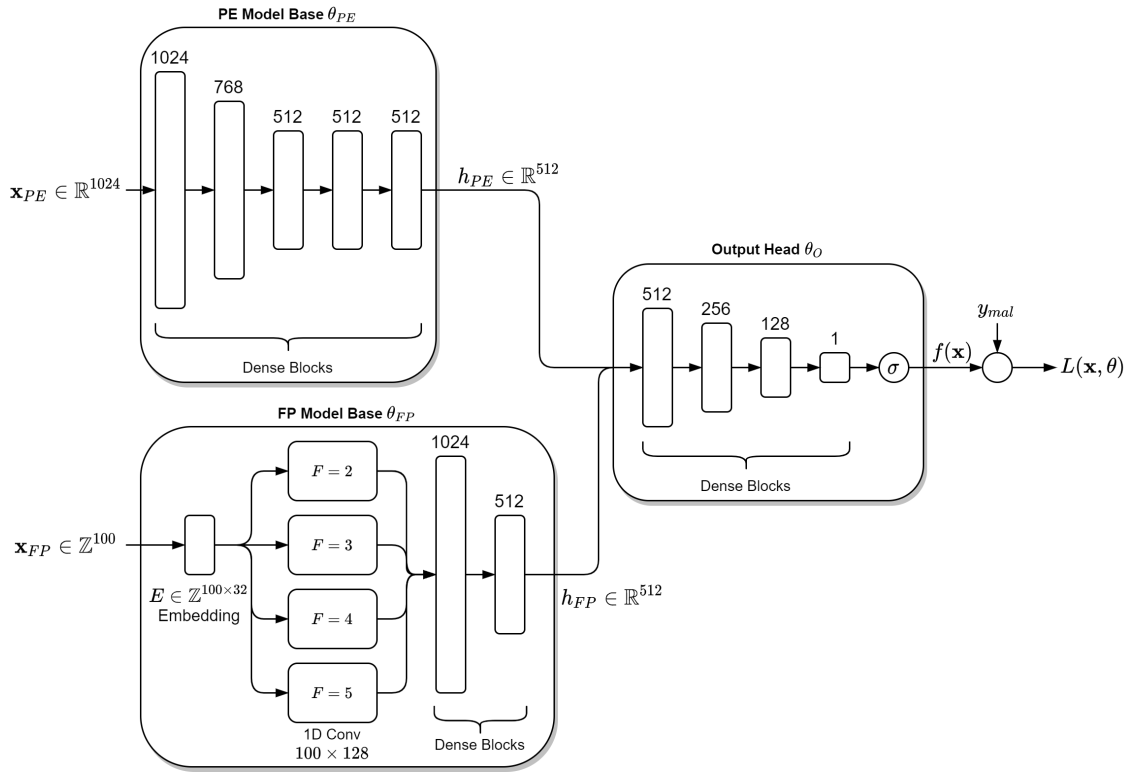 PE Model Base θ_PE
1024
768
512
512
512
x_PE ∈ ℝ^1024
h_PE ∈ ℝ^512
Dense Blocks
Output Head θ_O
512
256
128
1
σ
f(x)
y_mal
L(x, θ)
Dense Blocks
FP Model Base θ_FP
x_FP ∈ ℤ^100
E ∈ ℤ^100×32
Embedding
F = 2
F = 3
F = 4
F = 5
1D Conv
100 × 128
1024
512
Dense Blocks
h_FP ∈ ℝ^512